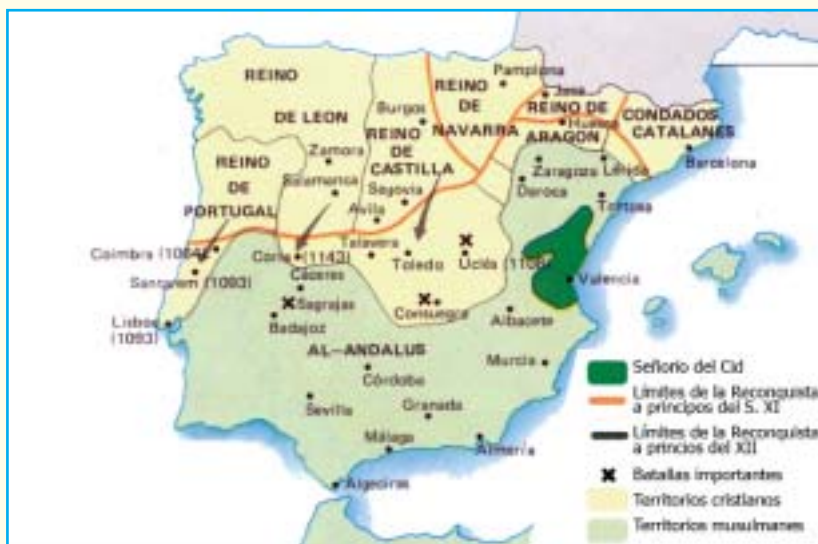 REINO
DE LEON
Zamora
Salamanca
REINO
DE
PORTUGAL
Coimbra (1064)
Santarem (1093)
Lisboa
(1093)
Burgos
REINO
DE
CASTILLA
Segovia
Avila
Talavera
Toledo
Coria (1143)
Cáceres
Sagrajas
Badajoz
Consuegra
Pamplona
REINO
DE
NAVARRA
Jaca
REINO DE
Huesca
ARAGON
CONDADOS
CATALANES
Barcelona
Zaragoza
Lérida
Daroca
Tortosa
Valencia
Albacete
Murcia
AL-ANDALUS
Córdoba
Sevilla
Granada
Málaga
Almería
Algeciras
Señorio del Cid
Límites de la Reconquista
a principos del S. XI
Límites de la Reconquista
a princios del XII
Batallas importantes
Territorios cristianos
Territorios musulmanes